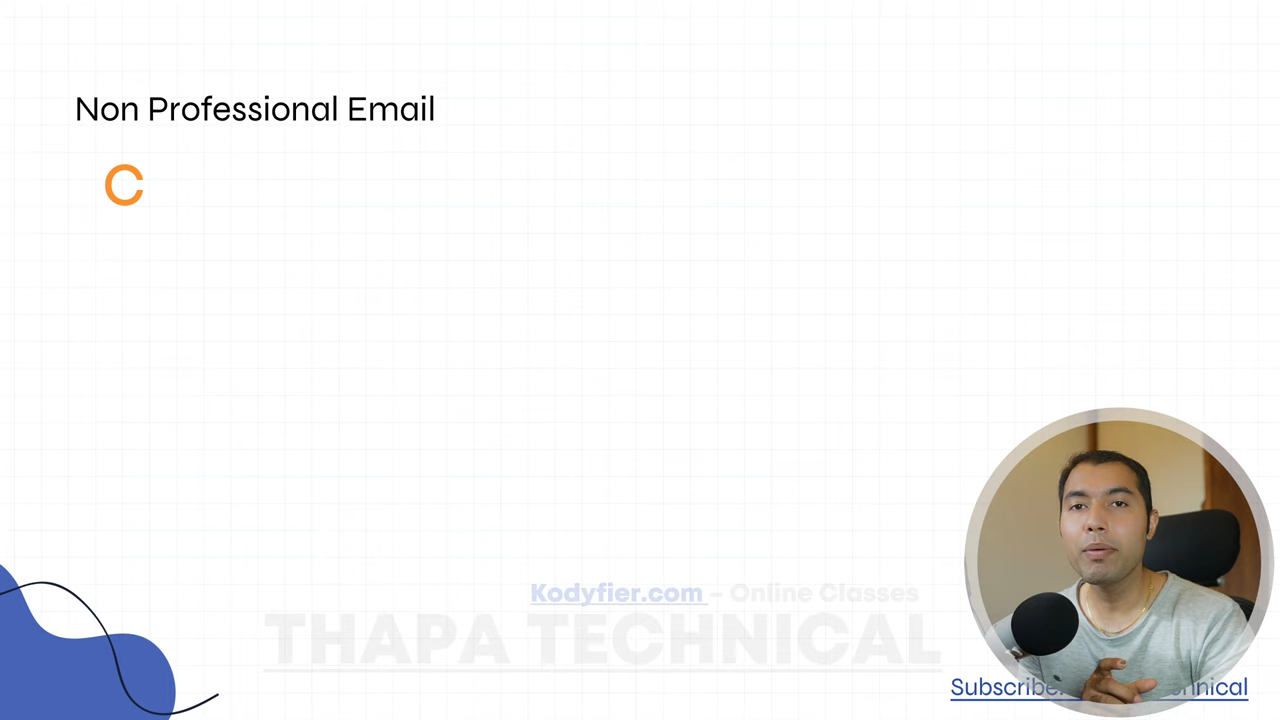 Non Professional Email
C
Kodyfier.com – Online Classes
THAPA TECHNICAL
Subscribe